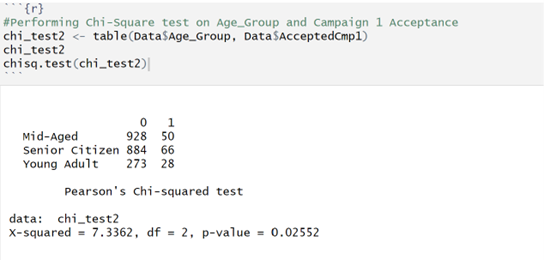 ```{r}
#Performing Chi-Square test on Age_Group and Campaign 1 Acceptance
chi_test2 <- table(Data$Age_Group, Data$AcceptedCmp1)
chi_test2
chisq.test(chi_test2)
```
0 1
Mid-Aged 928 50
Senior Citizen 884 66
Young Adult 273 28
Pearson's Chi-squared test
data: chi_test2
X-squared = 7.3362, df = 2, p-value = 0.02552